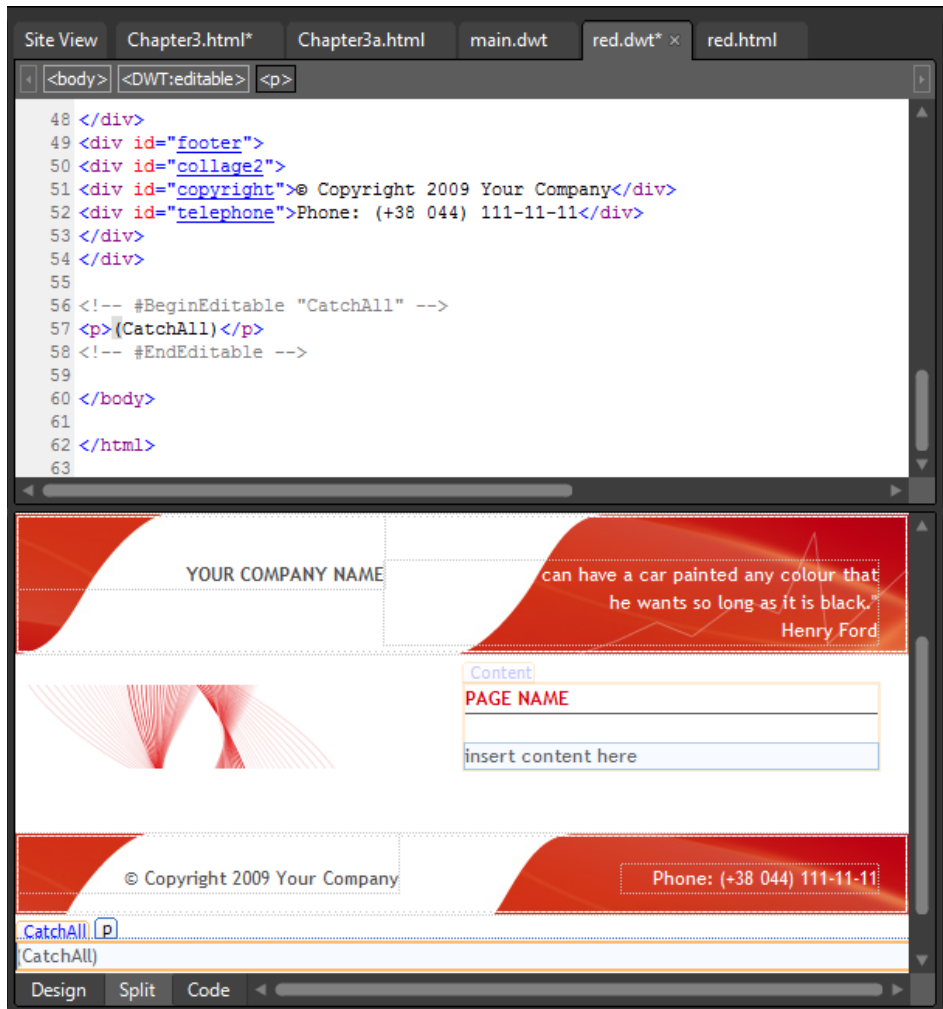 Site View Chapter3.html* Chapter3a.html main.dwt red.dwt* × red.html
<body> <DWT:editable> <p>
48 </div>
49 <div id="footer">
50 <div id="collage2">
51 <div id="copyright">© Copyright 2009 Your Company</div>
52 <div id="telephone">Phone: (+38 044) 111-11-11</div>
53 </div>
54 </div>
55
56 <!-- #BeginEditable "CatchAll" -->
57 <p>(CatchAll)</p>
58 <!-- #EndEditable -->
59
60 </body>
61
62 </html>
63
YOUR COMPANY NAME
can have a car painted any colour that
he wants so long as it is black."
Henry Ford
Content
PAGE NAME
insert content here
© Copyright 2009 Your Company
Phone: (+38 044) 111-11-11
CatchAll p
(CatchAll)
Design Split Code